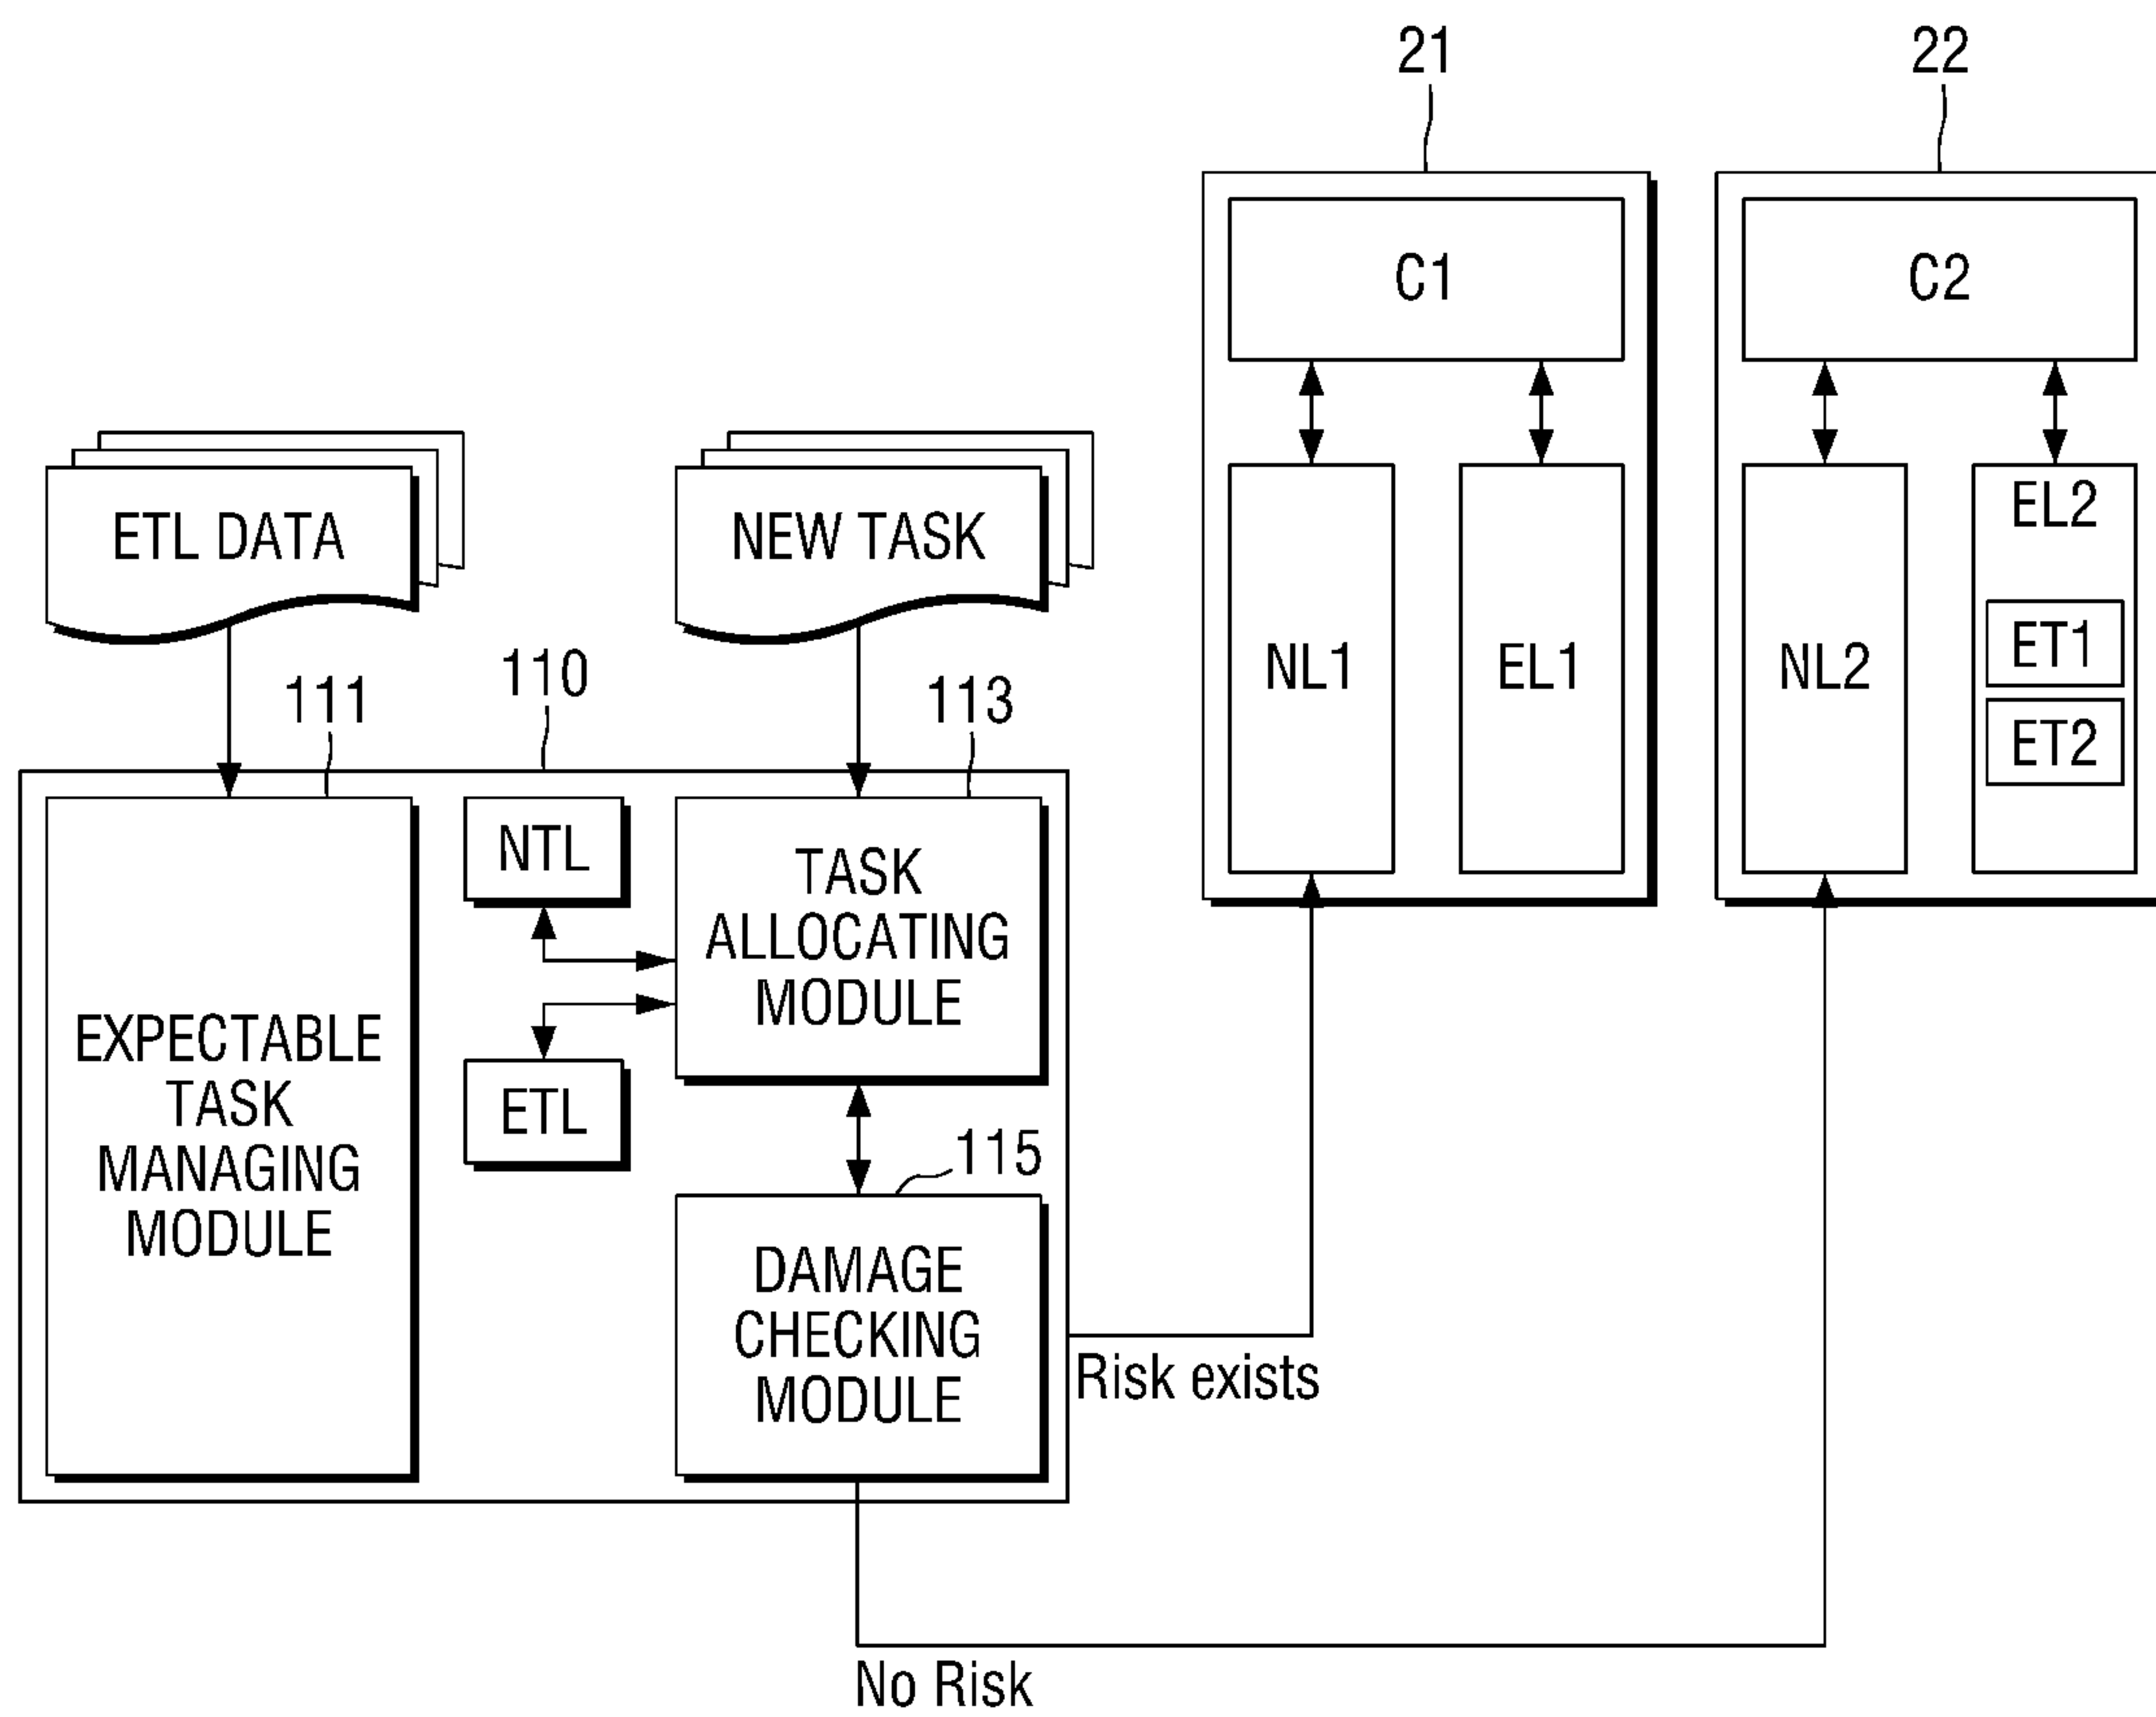 21
22
C1
C2
ETL DATA
NEW TASK
EL2
NL1
EL1
NL2
ET1
ET2
110
111
113
NTL
TASK
ALLOCATING
MODULE
EXPECTABLE
TASK
MANAGING
MODULE
ETL
115
DAMAGE
CHECKING
MODULE
Risk exists
No Risk